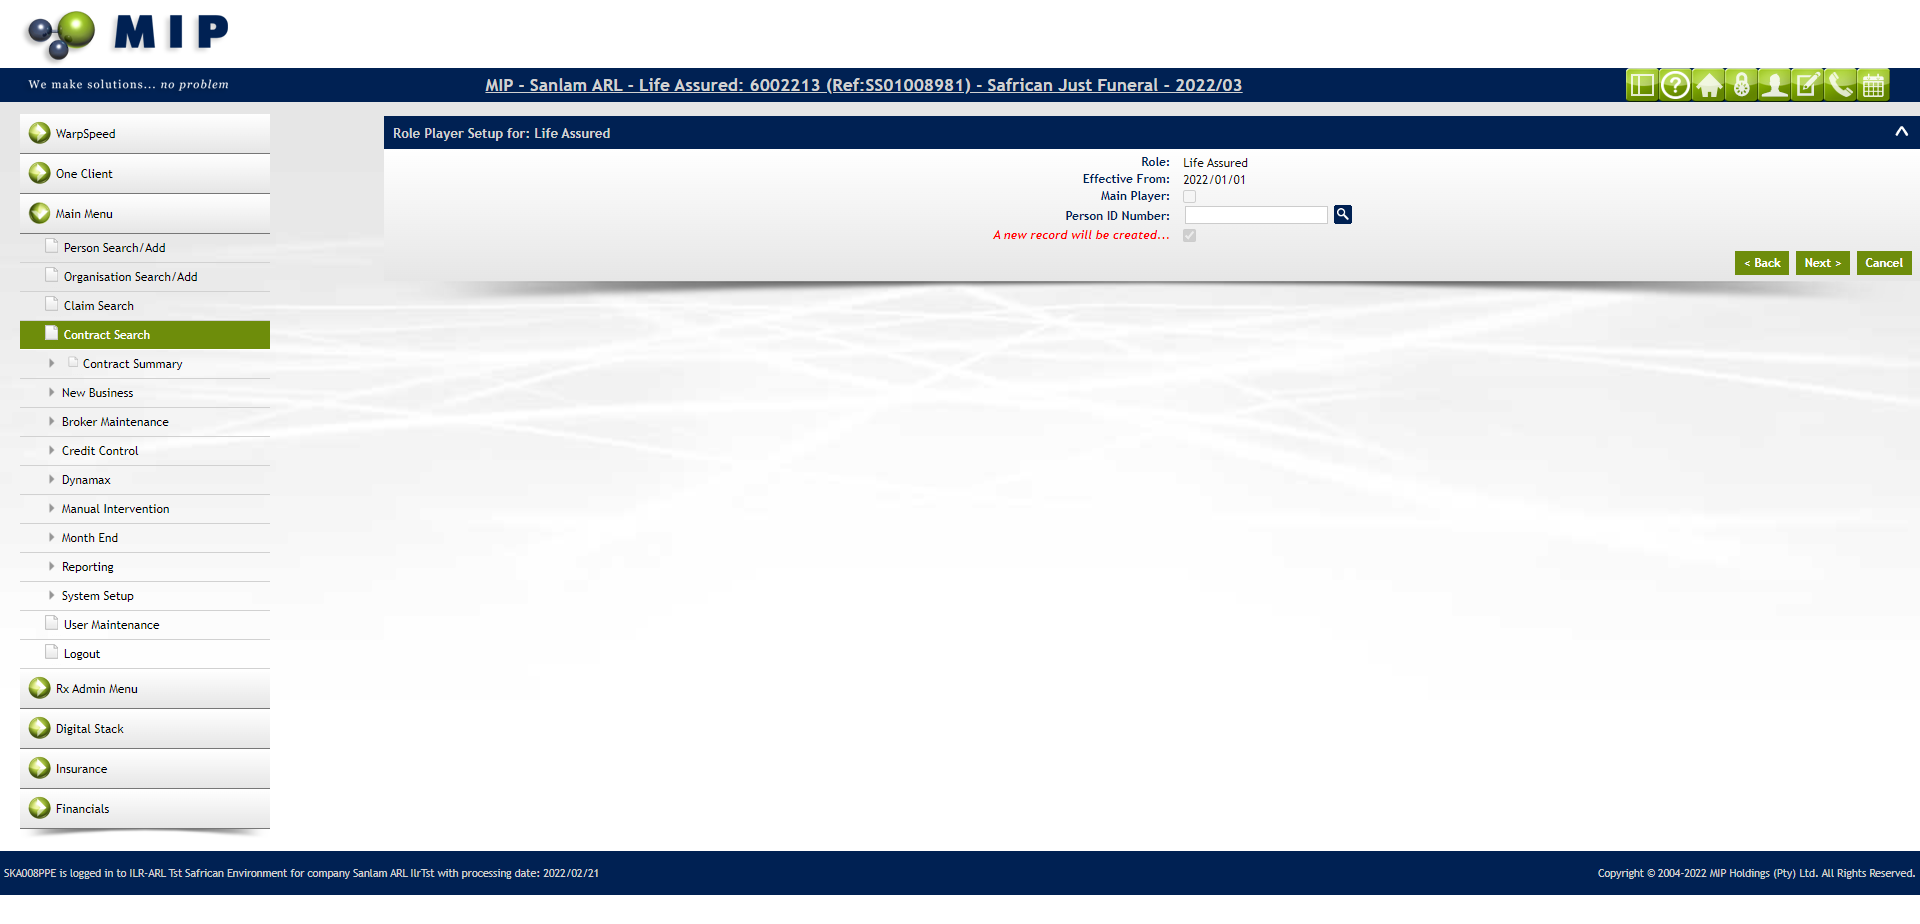 MIP
We make solutions... no problem
MIP - Sanlam ARL - Life Assured: 6002213 (Ref:SS01008981) - Safrican Just Funeral - 2022/03
WarpSpeed
One Client
Main Menu
Person Search/Add
Organisation Search/Add
Claim Search
Contract Search
Contract Summary
New Business
Broker Maintenance
Credit Control
Dynamax
Manual Intervention
Month End
Reporting
System Setup
User Maintenance
Logout
Rx Admin Menu
Digital Stack
Insurance
Financials
Role Player Setup for: Life Assured
Role: Life Assured
Effective From: 2022/01/01
Main Player:
Person ID Number:
A new record will be created...
< Back Next > Cancel
SKA008PPE is logged in to ILR-ARL Tst Safrican Environment for company Sanlam ARL IlrTst with processing date: 2022/02/21
Copyright © 2004-2022 MIP Holdings (Pty) Ltd. All Rights Reserved.